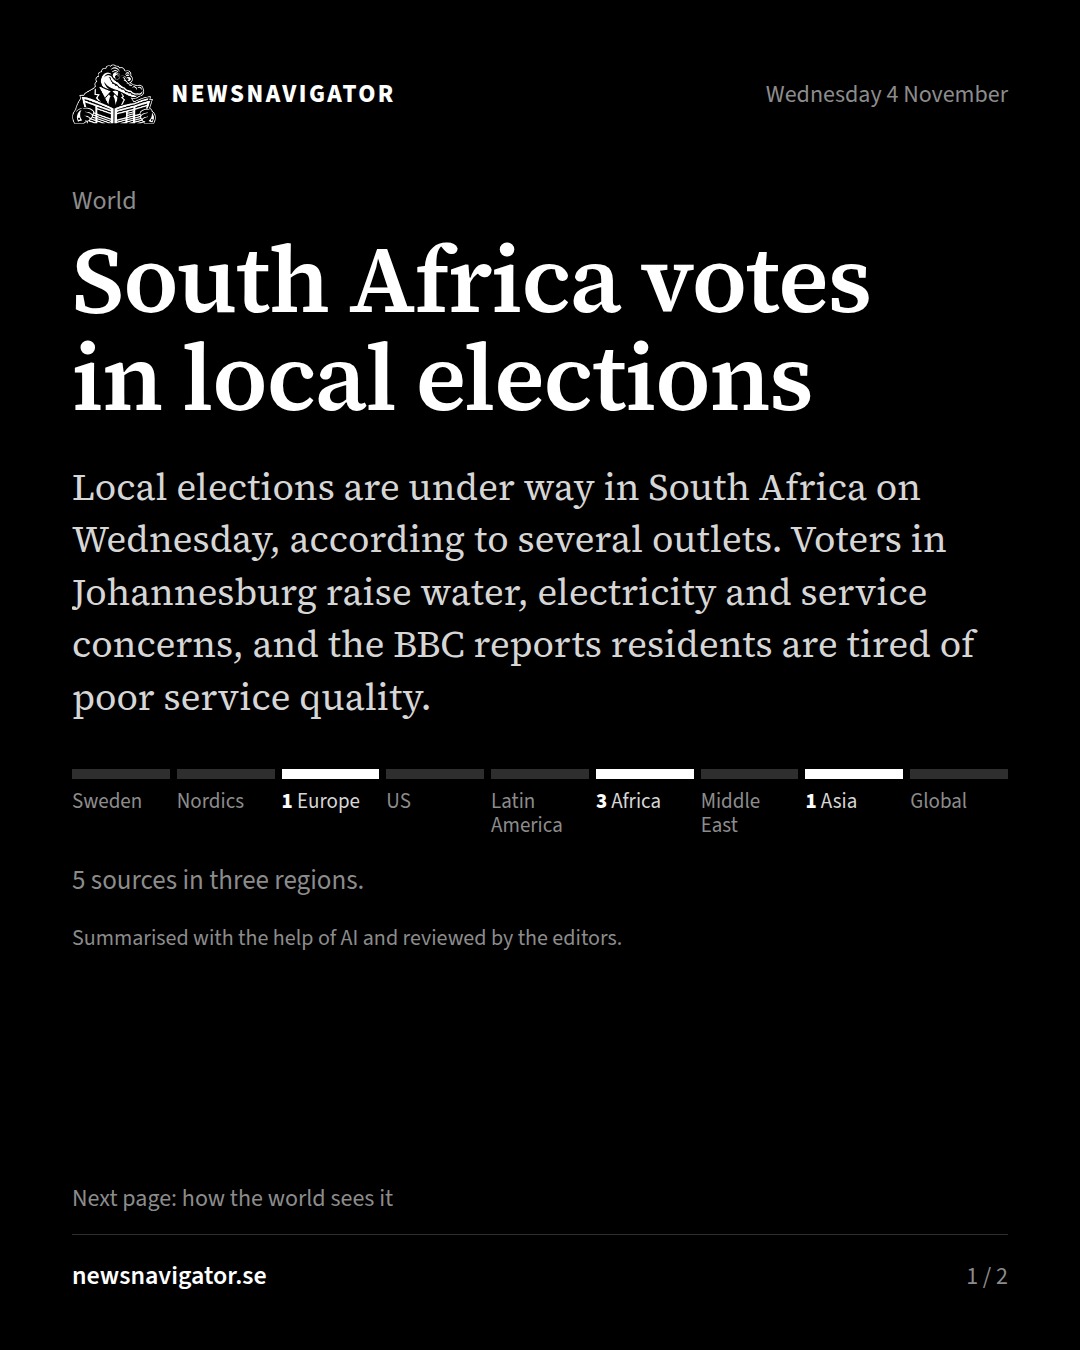 NEWSNAVIGATOR
Wednesday 4 November
World
South Africa votes
in local elections
Local elections are under way in South Africa on
Wednesday, according to several outlets. Voters in
Johannesburg raise water, electricity and service
concerns, and the BBC reports residents are tired of
poor service quality.
Sweden
Nordics
1 Europe
US
Latin
America
3 Africa
Middle
East
1 Asia
Global
5 sources in three regions.
Summarised with the help of AI and reviewed by the editors.
Next page: how the world sees it
newsnavigator.se
1 / 2